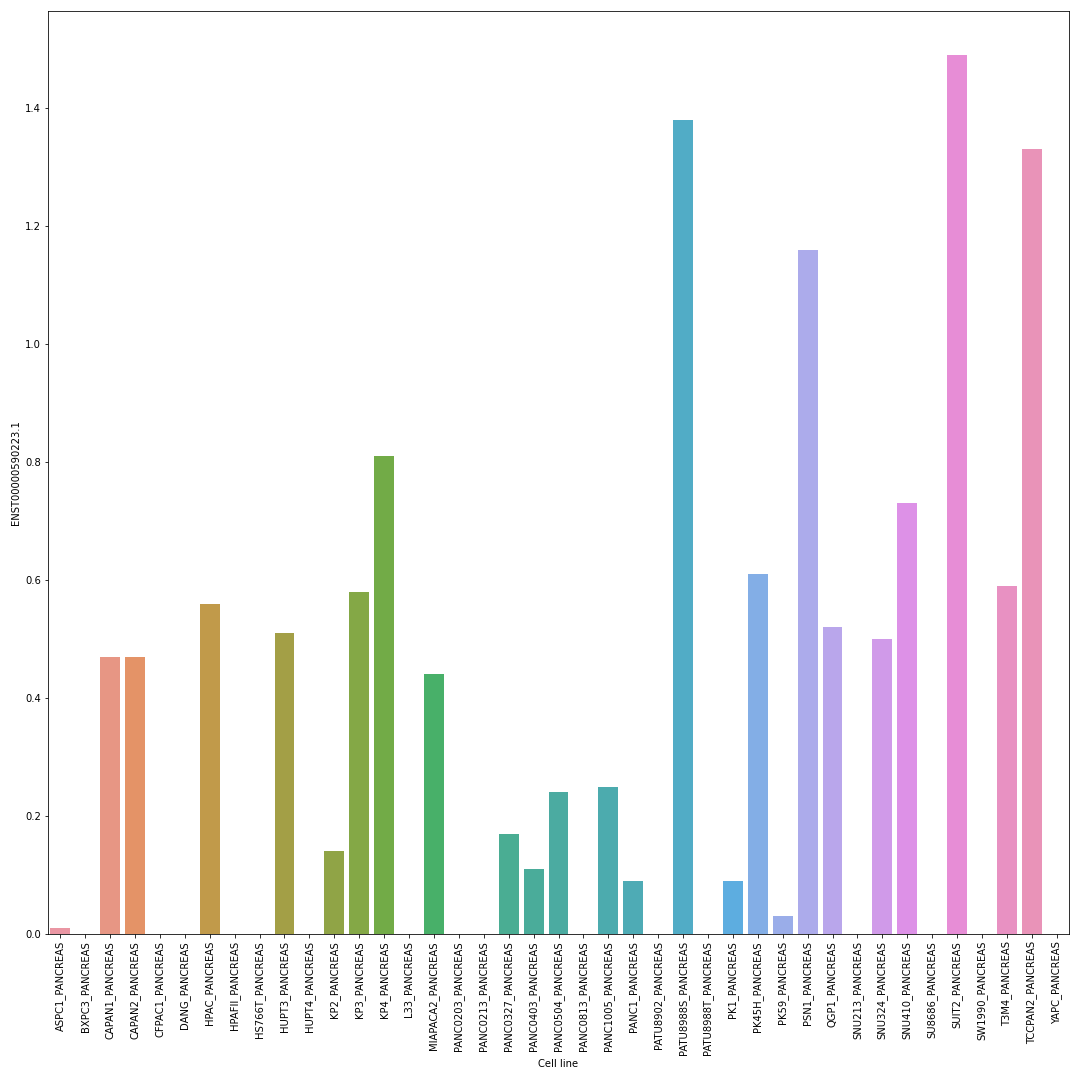 ENST00000590223.1
1.4
1.2
1.0
0.8
0.6
0.4
0.2
0.0
ASPC1_PANCREAS
BXPC3_PANCREAS
CAPAN1_PANCREAS
CAPAN2_PANCREAS
CFPAC1_PANCREAS
DANG_PANCREAS
HPAC_PANCREAS
HPAFII_PANCREAS
HS766T_PANCREAS
HUPT3_PANCREAS
HUPT4_PANCREAS
KP2_PANCREAS
KP3_PANCREAS
KP4_PANCREAS
L33_PANCREAS
MIAPACA2_PANCREAS
PANC0203_PANCREAS
PANC0213_PANCREAS
PANC0327_PANCREAS
PANC0403_PANCREAS
PANC0504_PANCREAS
PANC0813_PANCREAS
PANC1005_PANCREAS
PANC1_PANCREAS
PATU8902_PANCREAS
PATU8988S_PANCREAS
PATU8988T_PANCREAS
PK1_PANCREAS
PK45H_PANCREAS
PK59_PANCREAS
PSN1_PANCREAS
QGP1_PANCREAS
SNU213_PANCREAS
SNU324_PANCREAS
SNU410_PANCREAS
SU8686_PANCREAS
SUIT2_PANCREAS
SW1990_PANCREAS
T3M4_PANCREAS
TCCPAN2_PANCREAS
YAPC_PANCREAS
Cell line